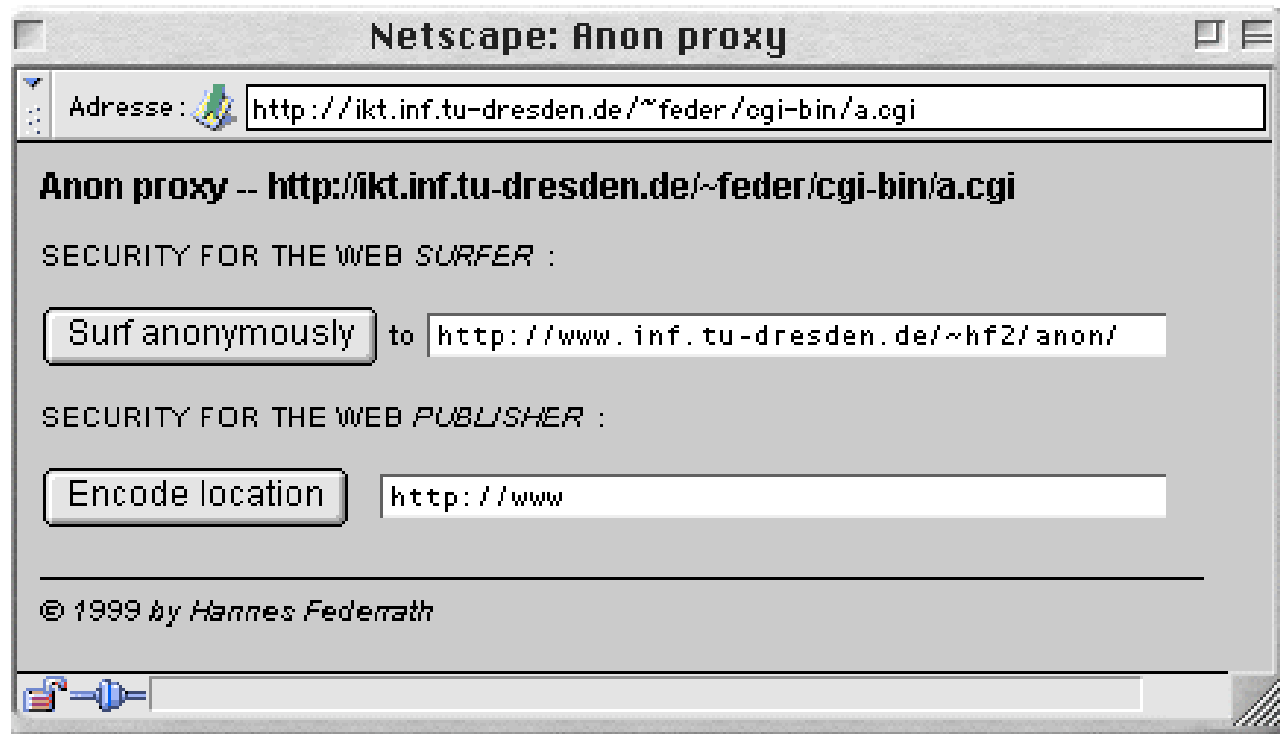 Netscape: Anon proxy
Adresse: http://ikt.inf.tu-dresden.de/~feder/cgi-bin/a.cgi
Anon proxy -- http://ikt.inf.tu-dresden.de/~feder/cgi-bin/a.cgi
SECURITY FOR THE WEB SURFER :
Surf anonymously to http://www.inf.tu-dresden.de/~hf2/anon/
SECURITY FOR THE WEB PUBLISHER :
Encode location http://www
© 1999 by Hannes Federrath